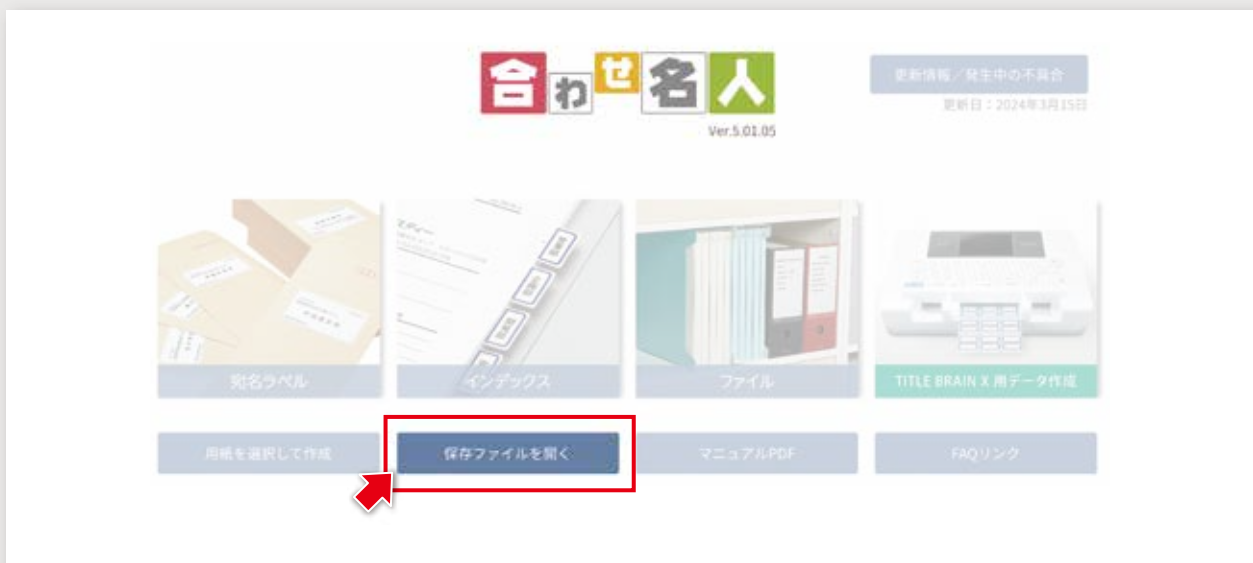 合わせ名人
Ver.5.01.05
更新情報／発生中の不具合
更新日：2024年3月15日
宛名ラベル
インデックス
ファイル
TITLE BRAIN X 用データ作成
用紙を選択して作成
保存ファイルを開く
マニュアルPDF
FAQリンク